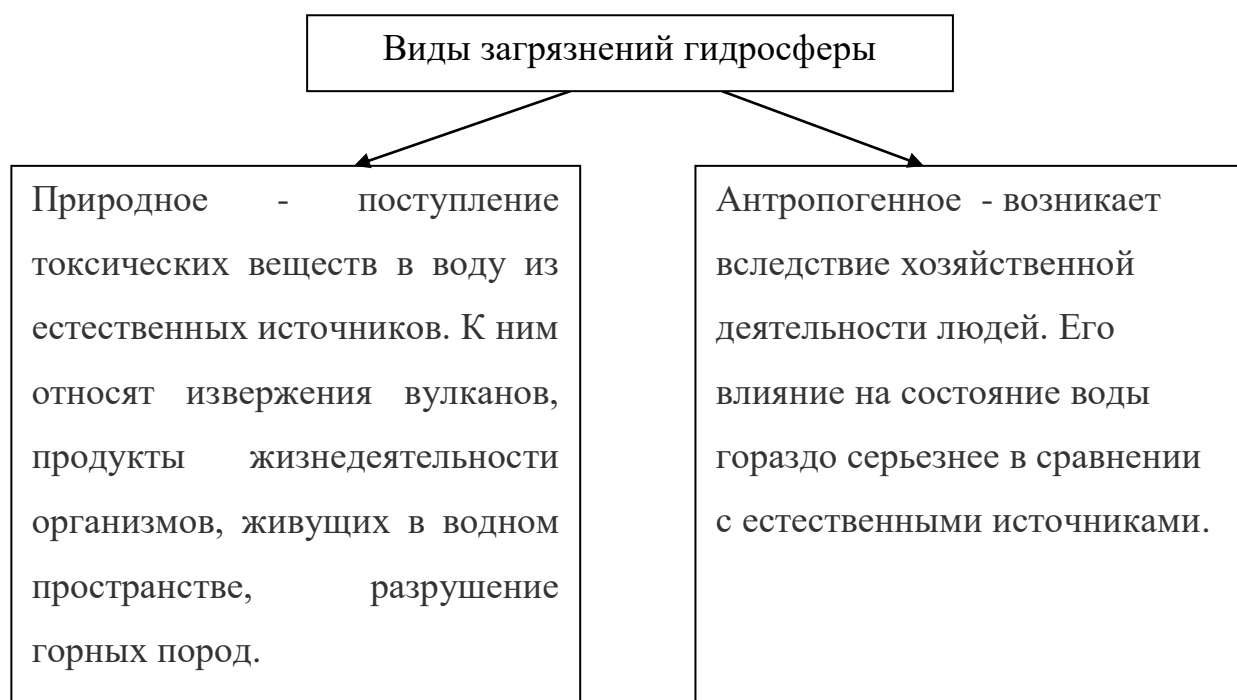 Виды загрязнений гидросферы
Природное - поступление
токсических веществ в воду из
естественных источников. К ним
относят извержения вулканов,
продукты жизнедеятельности
организмов, живущих в водном
пространстве, разрушение
горных пород.
Антропогенное - возникает
вследствие хозяйственной
деятельности людей. Его
влияние на состояние воды
гораздо серьезнее в сравнении
с естественными источниками.